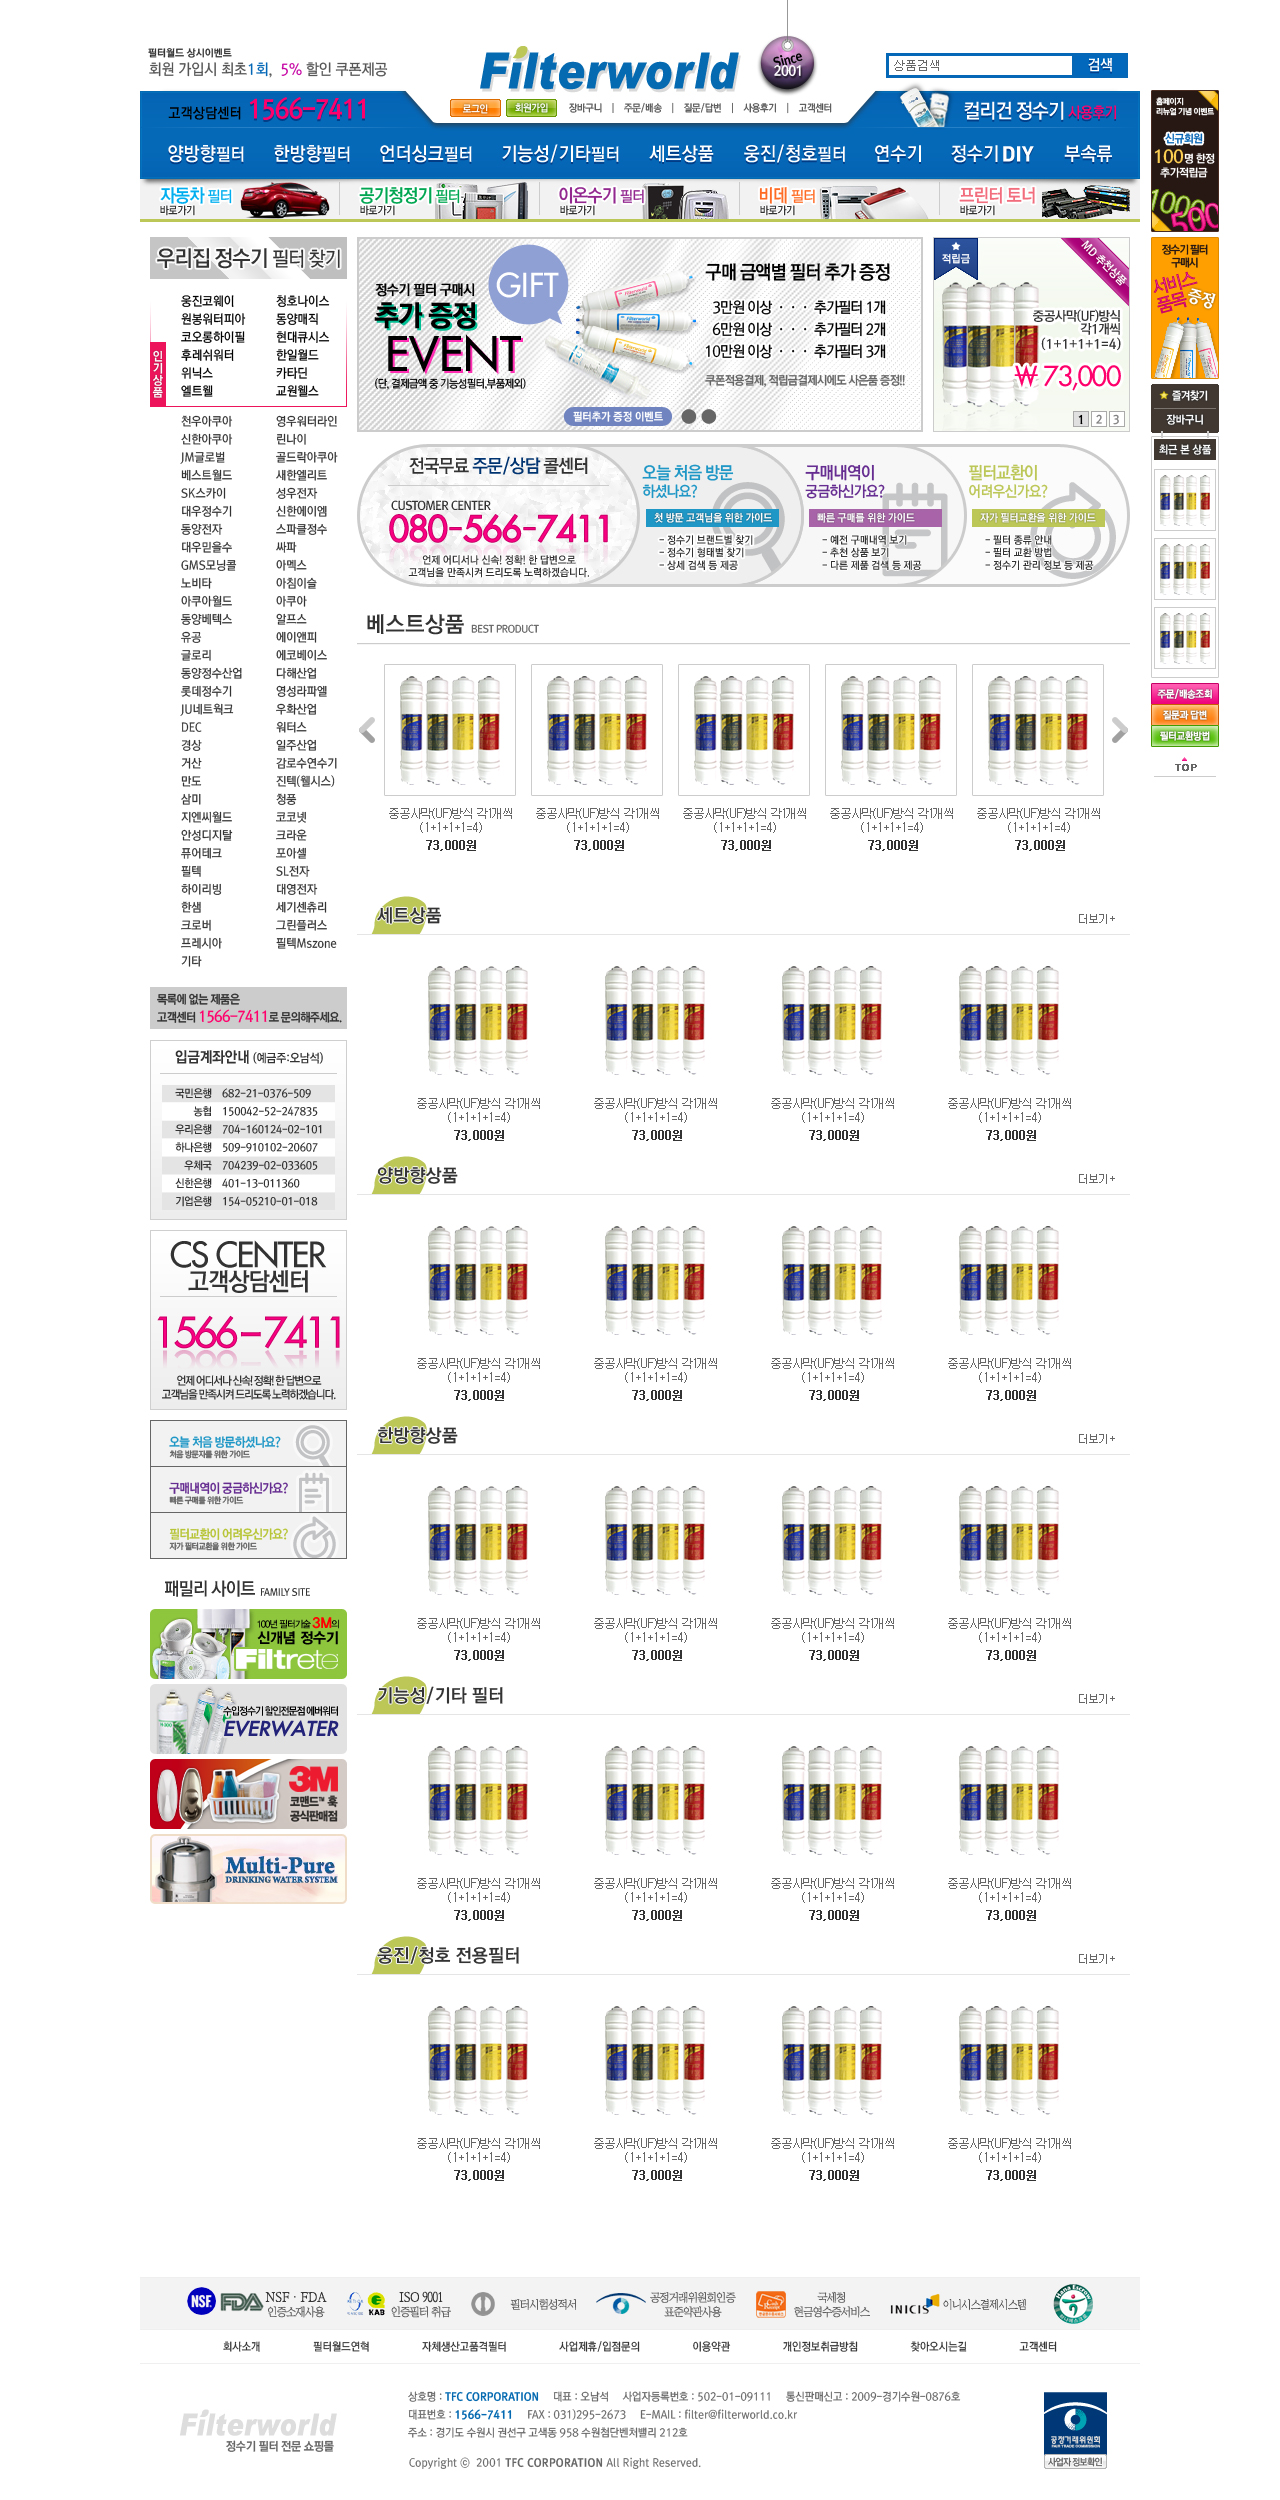 필터월드 상시이벤트
회원 가입시 최초1회, 5% 할인 쿠폰제공
Filterworld
Since 2001
상품검색
검색
고객상담센터 1566-7411
로그인
회원가입
장바구니 | 주문/배송 | 질문/답변 | 사용후기 | 고객센터
컬리건 정수기 사용후기
양방향필터 한방향필터 언더싱크필터 기능성/기타필터 세트상품 웅진/청호필터 연수기 정수기 DIY 부속류
자동차 필터 바로가기
공기청정기 필터 바로가기
이온수기 필터 바로가기
비데 필터 바로가기
프린터 토너 바로가기
홈페이지
리뉴얼 기념 이벤트
신규회원
100명 한정
추가적립금
정수기 필터
구매시
서비스
품목 증정
즐겨찾기
장바구니
최근 본 상품
주문/배송조회
질문과 답변
필터교환방법
TOP
우리집 정수기 필터 찾기
인기상품
웅진코웨이 청호나이스
원봉워터피아 동양매직
코오롱하이필 현대큐시스
후레쉬워터 한일월드
위닉스 카타딘
엘트웰 교원웰스
천우아쿠아 영우워터라인
신한아쿠아 린나이
JM글로벌 골드락아쿠아
베스트월드 새한엘리트
SK스카이 성우전자
대우정수기 신한에이엠
동양전자 스파클정수
대우믿을수 싸파
GMS모닝콜 아멕스
노비타 아침이슬
아쿠아월드 아쿠아
동양베텍스 알프스
유공 에이앤피
글로리 에코베이스
동양정수산업 다해산업
롯데정수기 영성라파엘
JU네트웍크 우화산업
DEC 워터스
경상 일주산업
거산 감로수연수기
만도 진텍(웰시스)
삼미 청풍
지엔씨월드 코코넷
안성디지탈 크라운
퓨어테크 포아셀
필텍 SL전자
하이리빙 대영전자
한샘 세기센츄리
크로버 그린플러스
프레시아 필텍Mszone
기타
목록에 없는 제품은
고객센터 1566-7411로 문의해주세요.
입금계좌안내 (예금주:오남석)
국민은행 682-21-0376-509
농협 150042-52-247835
우리은행 704-160124-02-101
하나은행 509-910102-20607
우체국 704239-02-033605
신한은행 401-13-011360
기업은행 154-05210-01-018
CS CENTER
고객상담센터
1566-7411
언제 어디서나 신속! 정확! 한 답변으로
고객님을 만족시켜 드리도록 노력하겠습니다.
오늘 처음 방문하셨나요?
처음 방문자를 위한 가이드
구매내역이 궁금하신가요?
빠른 구매를 위한 가이드
필터교환이 어려우신가요?
자가 필터교환을 위한 가이드
패밀리 사이트 FAMILY SITE
100년 필터기술 3M의
신개념 정수기
Filtrete
수입정수기 할인전문점 에버워터
EVERWATER
3M
코맨드™ 훅
공식판매점
Multi-Pure
DRINKING WATER SYSTEM
정수기 필터 구매시
추가 증정
EVENT
(단, 결제금액 중 기능성필터,부품제외)
GIFT
구매 금액별 필터 추가 증정
3만원 이상 · · · 추가필터 1개
6만원 이상 · · · 추가필터 2개
10만원 이상 · · · 추가필터 3개
쿠폰적용결제, 적립금결제시에도 사은품 증정!!
필터추가 증정 이벤트
적립금
MD 추천상품
중공사막(UF)방식
각1개씩
(1+1+1+1=4)
₩ 73,000
1 2 3
전국무료 주문/상담 콜센터
CUSTOMER CENTER
080-566-7411
언제 어디서나 신속! 정확! 한 답변으로
고객님을 만족시켜 드리도록 노력하겠습니다.
오늘 처음 방문
하셨나요?
첫 방문 고객님을 위한 가이드
- 정수기 브랜드별 찾기
- 정수기 형태별 찾기
- 상세 검색 등 제공
구매내역이
궁금하신가요?
빠른 구매를 위한 가이드
- 예전 구매내역 보기
- 추천 상품 보기
- 다른 제품 검색 등 제공
필터교환이
어려우신가요?
자가 필터교환을 위한 가이드
- 필터 종류 안내
- 필터 교환 방법
- 정수기 관리 정보 등 제공
베스트상품 BEST PRODUCT
중공사막(UF)방식 각1개씩 중공사막(UF)방식 각1개씩 중공사막(UF)방식 각1개씩 중공사막(UF)방식 각1개씩 중공사막(UF)방식 각1개씩
(1+1+1+1=4) (1+1+1+1=4) (1+1+1+1=4) (1+1+1+1=4) (1+1+1+1=4)
73,000원 73,000원 73,000원 73,000원 73,000원
세트상품 더보기+
중공사막(UF)방식 각1개씩 중공사막(UF)방식 각1개씩 중공사막(UF)방식 각1개씩 중공사막(UF)방식 각1개씩
(1+1+1+1=4) (1+1+1+1=4) (1+1+1+1=4) (1+1+1+1=4)
73,000원 73,000원 73,000원 73,000원
양방향상품 더보기+
중공사막(UF)방식 각1개씩 중공사막(UF)방식 각1개씩 중공사막(UF)방식 각1개씩 중공사막(UF)방식 각1개씩
(1+1+1+1=4) (1+1+1+1=4) (1+1+1+1=4) (1+1+1+1=4)
73,000원 73,000원 73,000원 73,000원
한방향상품 더보기+
중공사막(UF)방식 각1개씩 중공사막(UF)방식 각1개씩 중공사막(UF)방식 각1개씩 중공사막(UF)방식 각1개씩
(1+1+1+1=4) (1+1+1+1=4) (1+1+1+1=4) (1+1+1+1=4)
73,000원 73,000원 73,000원 73,000원
기능성/기타 필터 더보기+
중공사막(UF)방식 각1개씩 중공사막(UF)방식 각1개씩 중공사막(UF)방식 각1개씩 중공사막(UF)방식 각1개씩
(1+1+1+1=4) (1+1+1+1=4) (1+1+1+1=4) (1+1+1+1=4)
73,000원 73,000원 73,000원 73,000원
웅진/청호 전용필터 더보기+
중공사막(UF)방식 각1개씩 중공사막(UF)방식 각1개씩 중공사막(UF)방식 각1개씩 중공사막(UF)방식 각1개씩
(1+1+1+1=4) (1+1+1+1=4) (1+1+1+1=4) (1+1+1+1=4)
73,000원 73,000원 73,000원 73,000원
NSF FDA NSF · FDA
인증소재사용
KAB ISO 9001
인증필터 취급
필터시험성적서
공정거래위원회인증
표준약관사용
국세청
현금영수증서비스
INICIS 이니시스결제시스템
회사소개 필터월드연혁 자체생산고품격필터 사업제휴/입점문의 이용약관 개인정보취급방침 찾아오시는길 고객센터
Filterworld
정수기 필터 전문 쇼핑몰
상호명 : TFC CORPORATION 대표 : 오남석 사업자등록번호 : 502-01-09111 통신판매신고 : 2009-경기수원-0876호
대표번호 : 1566-7411 FAX : 031)295-2673 E-MAIL : filter@filterworld.co.kr
주소 : 경기도 수원시 권선구 고색동 958 수원첨단벤처밸리 212호
Copyright © 2001 TFC CORPORATION All Right Reserved.
공정거래위원회
FAIR TRADE COMMISSION
사업자 정보확인